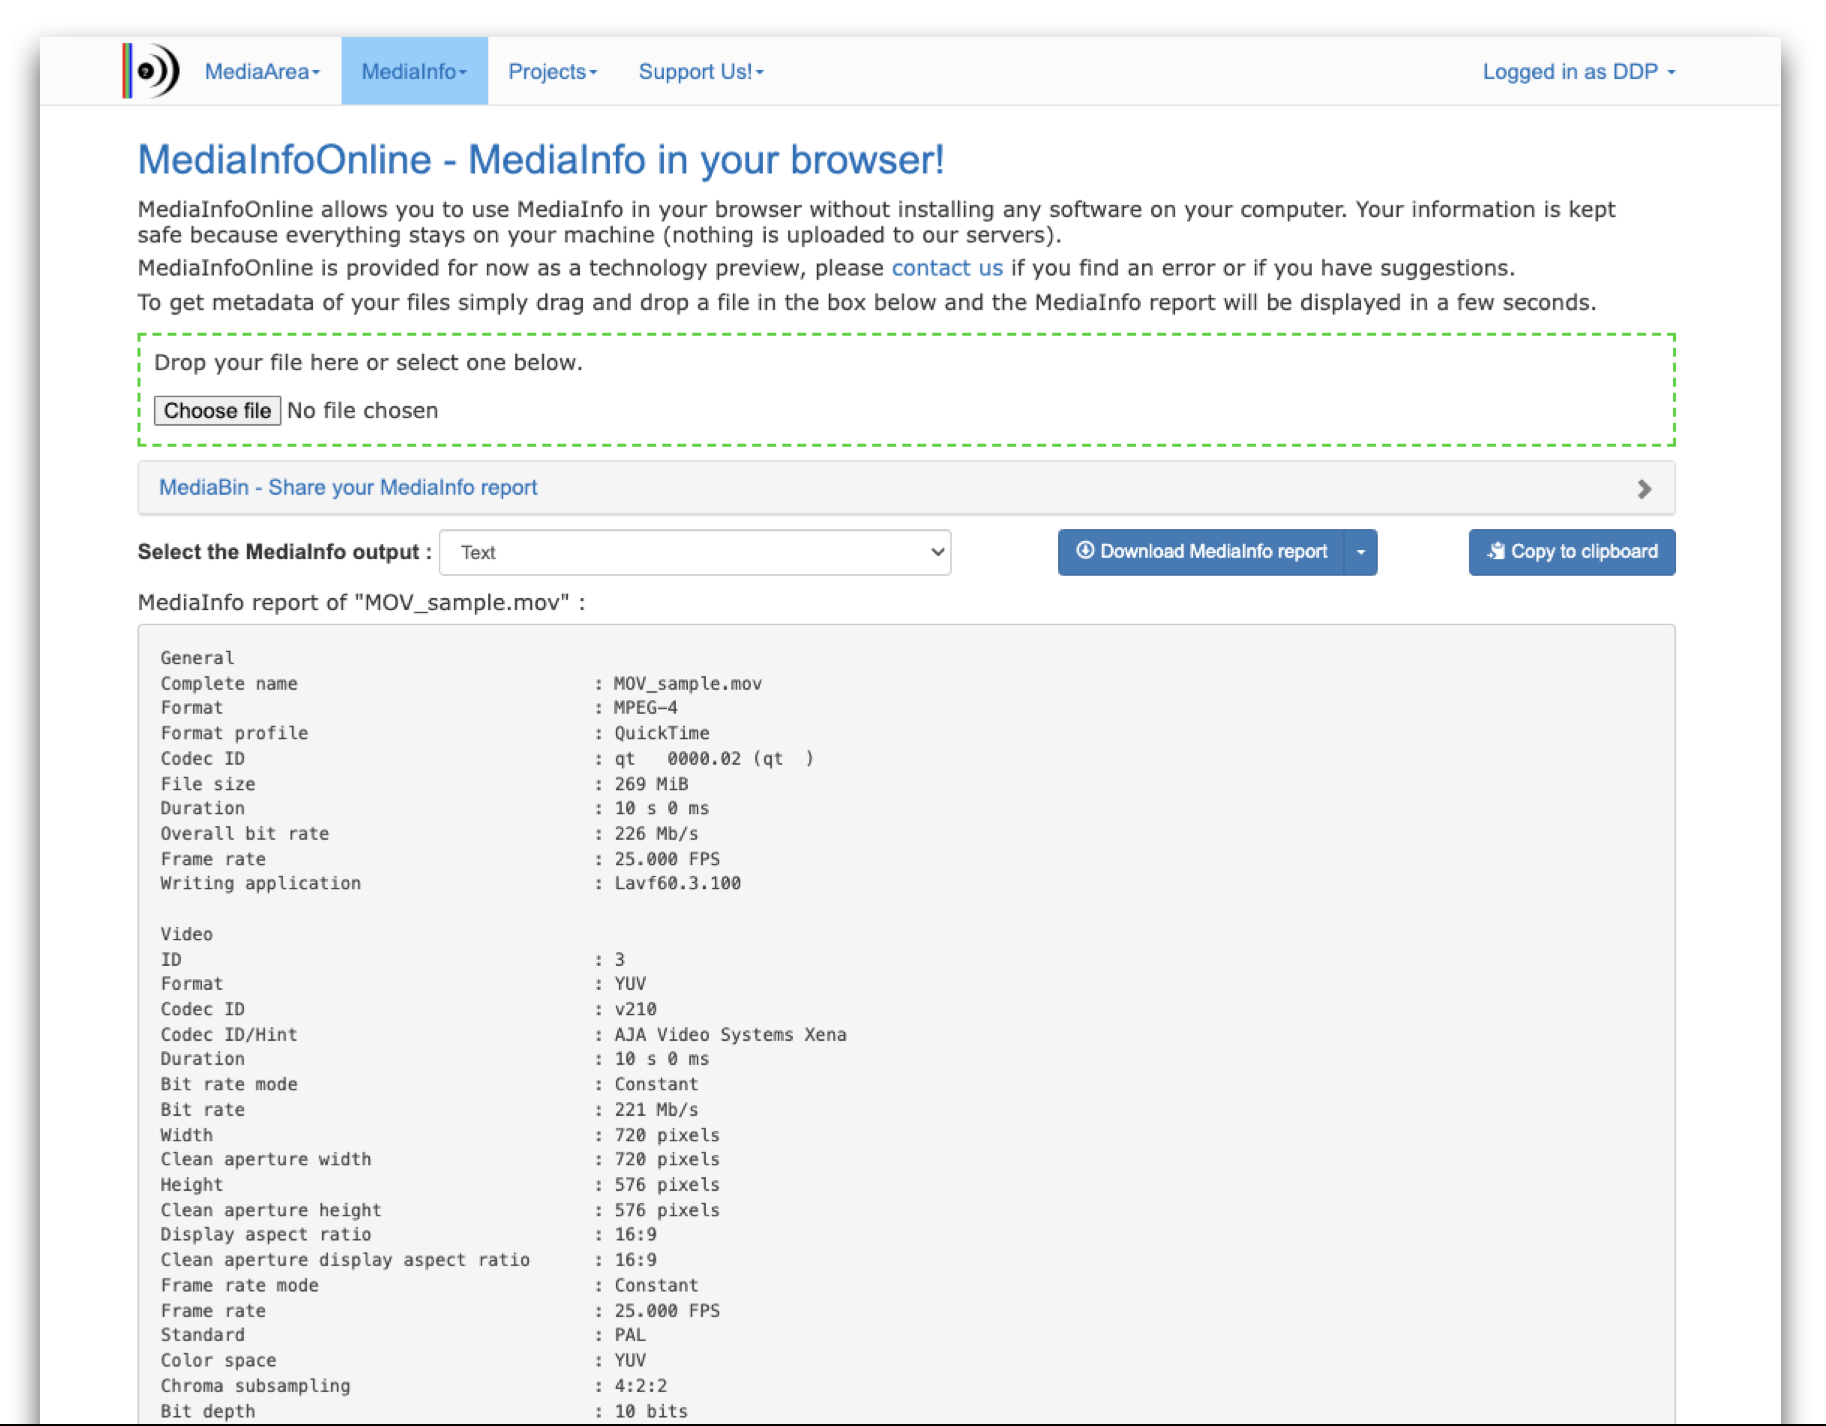 MediaArea MediaInfo Projects Support Us! Logged in as DDP
MediaInfoOnline - MediaInfo in your browser!
MediaInfoOnline allows you to use MediaInfo in your browser without installing any software on your computer. Your information is kept
safe because everything stays on your machine (nothing is uploaded to our servers).
MediaInfoOnline is provided for now as a technology preview, please contact us if you find an error or if you have suggestions.
To get metadata of your files simply drag and drop a file in the box below and the MediaInfo report will be displayed in a few seconds.
Drop your file here or select one below.
Choose file No file chosen
MediaBin - Share your MediaInfo report
Select the MediaInfo output : Text Download MediaInfo report Copy to clipboard
MediaInfo report of "MOV_sample.mov" :
General
Complete name : MOV_sample.mov
Format : MPEG-4
Format profile : QuickTime
Codec ID : qt   0000.02 (qt  )
File size : 269 MiB
Duration : 10 s 0 ms
Overall bit rate : 226 Mb/s
Frame rate : 25.000 FPS
Writing application : Lavf60.3.100
Video
ID : 3
Format : YUV
Codec ID : v210
Codec ID/Hint : AJA Video Systems Xena
Duration : 10 s 0 ms
Bit rate mode : Constant
Bit rate : 221 Mb/s
Width : 720 pixels
Clean aperture width : 720 pixels
Height : 576 pixels
Clean aperture height : 576 pixels
Display aspect ratio : 16:9
Clean aperture display aspect ratio : 16:9
Frame rate mode : Constant
Frame rate : 25.000 FPS
Standard : PAL
Color space : YUV
Chroma subsampling : 4:2:2
Bit depth : 10 bits